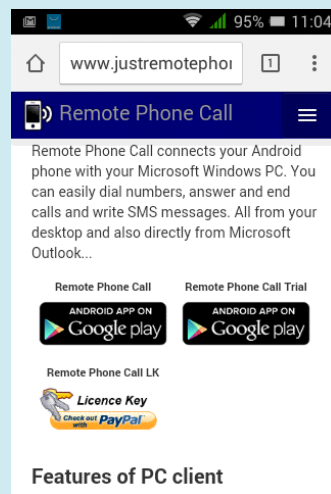 95% 11:04
www.justremotephor
1
Remote Phone Call
Remote Phone Call connects your Android
phone with your Microsoft Windows PC. You
can easily dial numbers, answer and end
calls and write SMS messages. All from your
desktop and also directly from Microsoft
Outlook...
Remote Phone Call Remote Phone Call Trial
ANDROID APP ON ANDROID APP ON
Google play Google play
Remote Phone Call LK
Licence Key
Check out with PayPal
Features of PC client